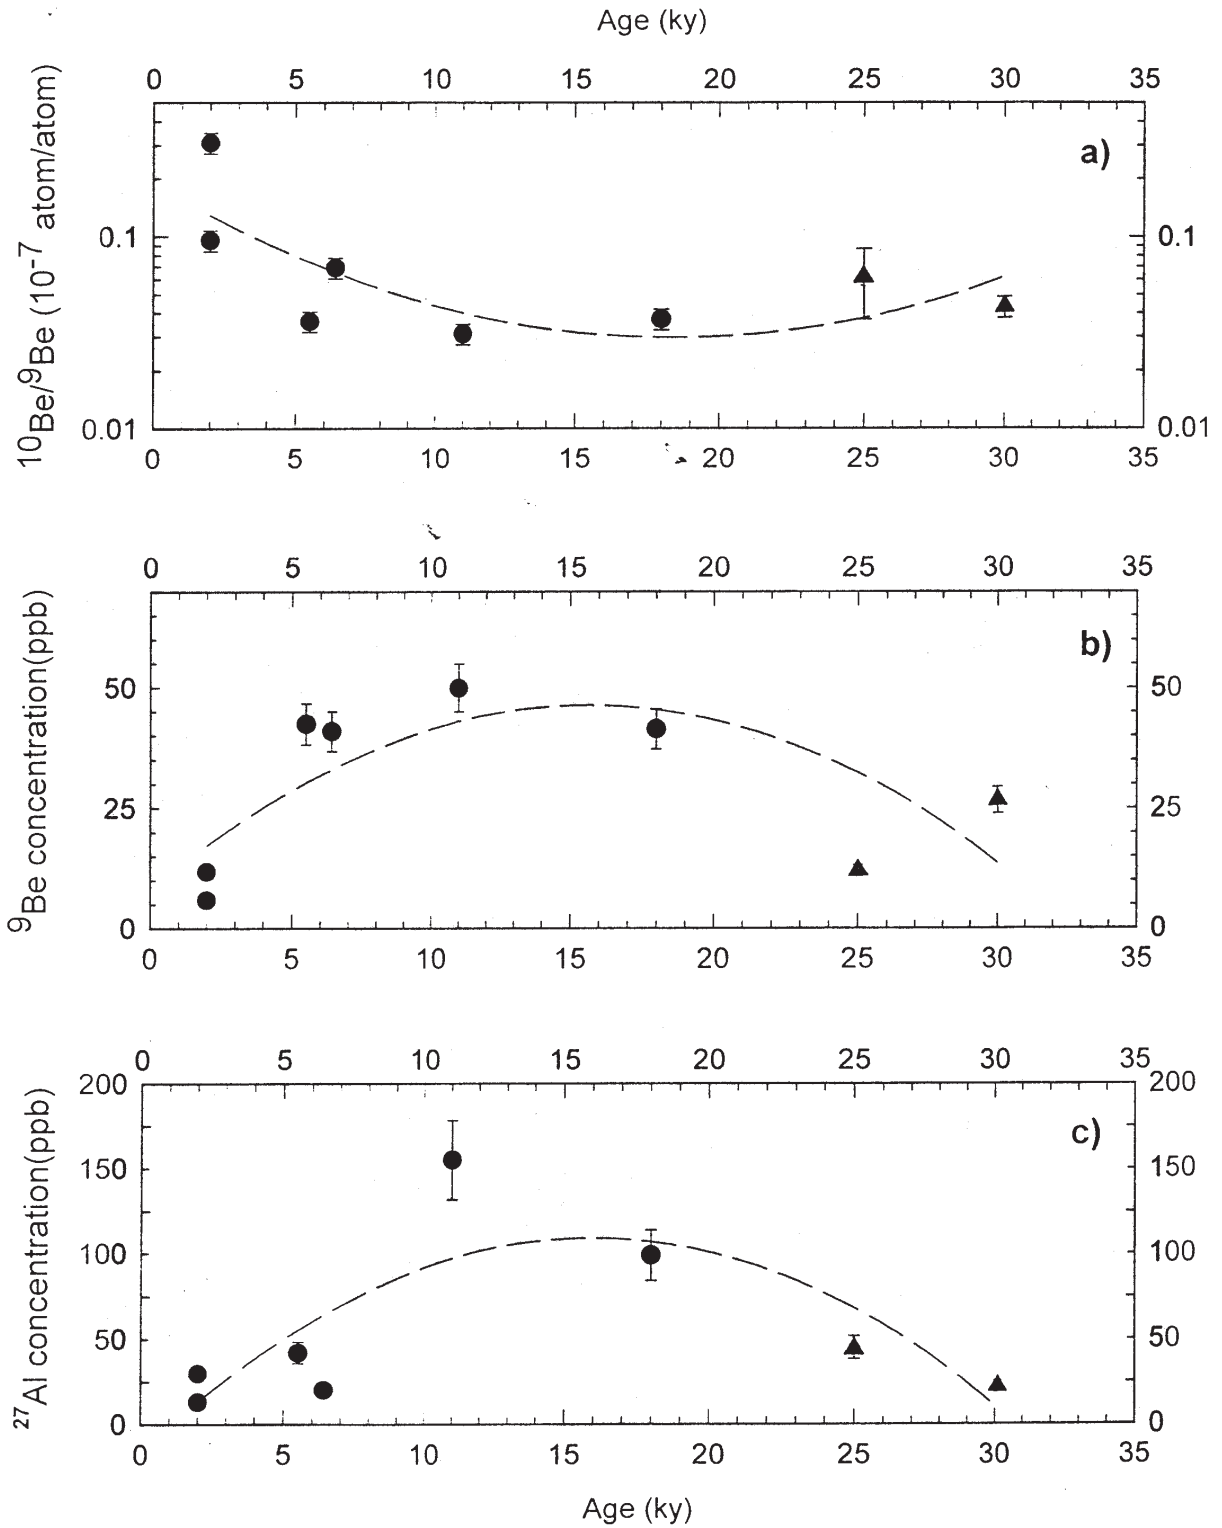 Age (ky)
0 5 10 15 20 25 30 35
10Be/9Be (10-7 atom/atom)
a)
0.1 0.1
0.01 0.01
0 5 10 15 20 25 30 35
0 5 10 15 20 25 30 35
9Be concentration(ppb)
b)
50 50
25 25
0 0
0 5 10 15 20 25 30 35
0 5 10 15 20 25 30 35
27Al concentration(ppb)
200 200
c)
150 150
100 100
50 50
0 0
0 5 10 15 20 25 30 35
Age (ky)